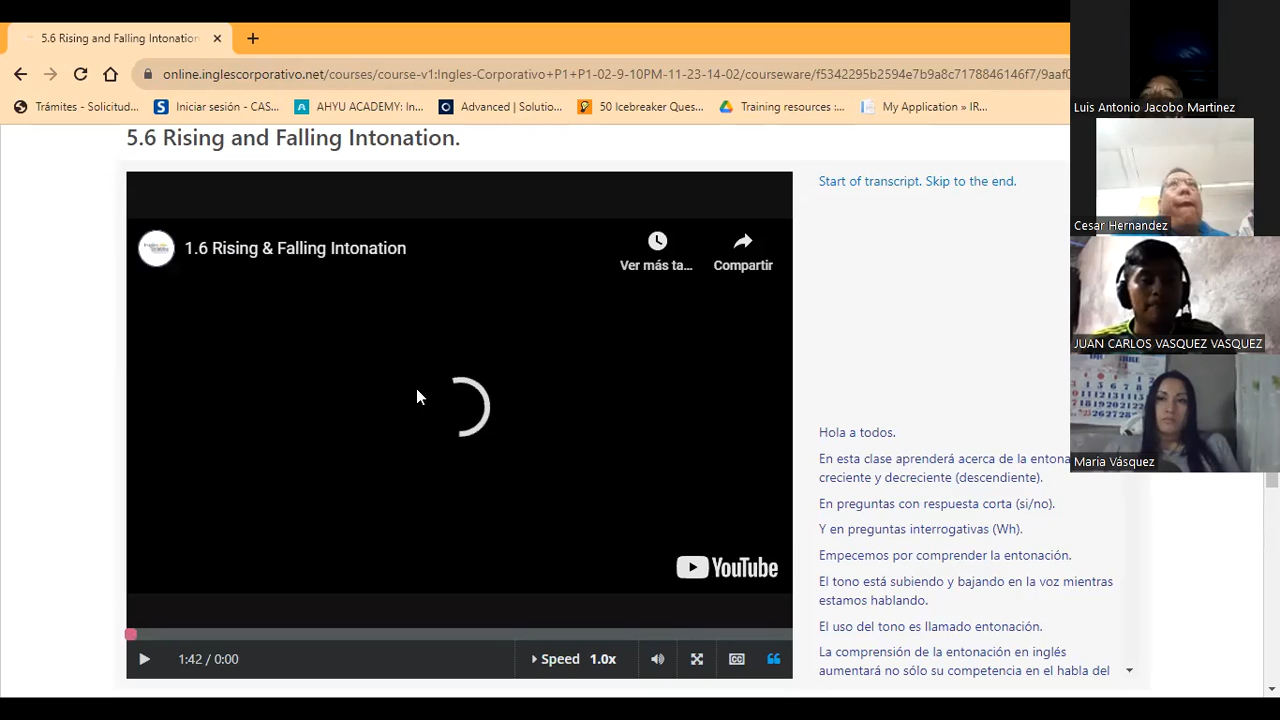 5.6 Rising and Falling Intonation
online.inglescorporativo.net/courses/course-v1:Ingles-Corporativo+P1+P1-02-9-10PM-11-23-14-02/courseware/f5342295b2594e7b9a8c7178846146f7/9aaf0
Trámites - Solicitud...
Iniciar sesión - CAS...
AHYU ACADEMY: In...
Advanced | Solutio...
50 Icebreaker Ques...
Training resources :...
My Application » IR...
5.6 Rising and Falling Intonation.
1.6 Rising & Falling Intonation
Ver más ta...
Compartir
YouTube
1:42 / 0:00
Speed 1.0x
CC
Start of transcript. Skip to the end.
Hola a todos.
En esta clase aprenderá acerca de la entona
creciente y decreciente (descendiente).
En preguntas con respuesta corta (si/no).
Y en preguntas interrogativas (Wh).
Empecemos por comprender la entonación.
El tono está subiendo y bajando en la voz mientras
estamos hablando.
El uso del tono es llamado entonación.
La comprensión de la entonación en inglés
aumentará no sólo su competencia en el habla del
Luis Antonio Jacobo Martinez
Cesar Hernandez
JUAN CARLOS VASQUEZ VASQUEZ
Maria Vásquez